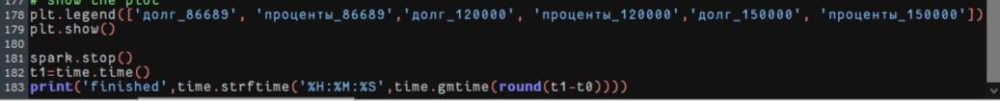 177 # show the plot
178 plt.legend(['долг_86689', 'проценты_86689','долг_120000', 'проценты_120000','долг_150000', 'проценты_150000'])
179 plt.show()
180
181 spark.stop()
182 t1=time.time()
183 print('finished',time.strftime('%H:%M:%S',time.gmtime(round(t1-t0))))